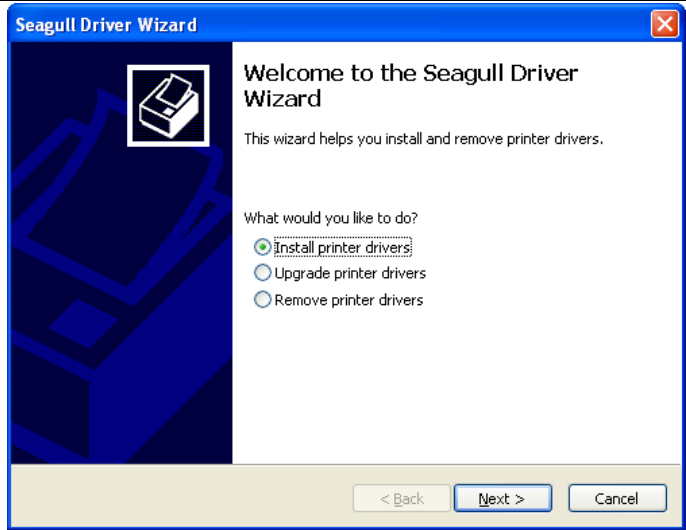 Seagull Driver Wizard
Welcome to the Seagull Driver
Wizard
This wizard helps you install and remove printer drivers.
What would you like to do?
Install printer drivers
Upgrade printer drivers
Remove printer drivers
< Back Next > Cancel